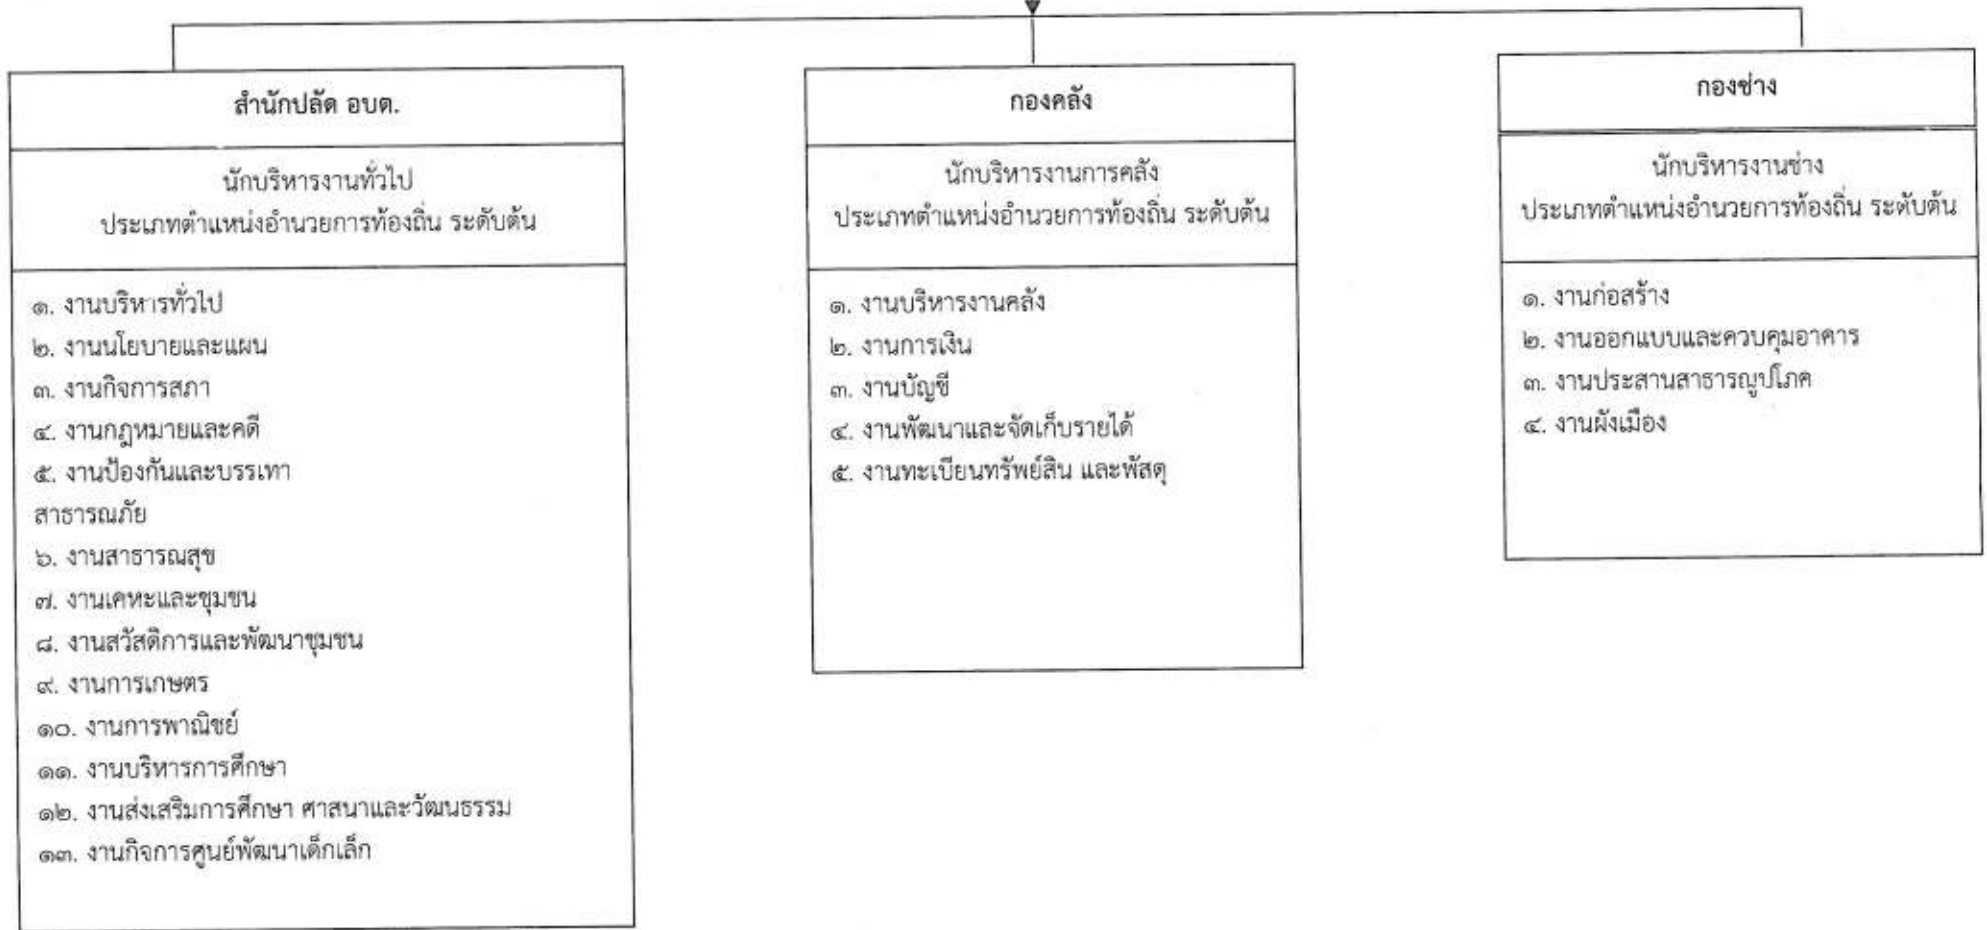 สำนักปลัด อบต.
นักบริหารงานทั่วไป
ประเภทตำแหน่งอำนวยการท้องถิ่น ระดับต้น
๑. งานบริหารทั่วไป
๒. งานนโยบายและแผน
๓. งานกิจการสภา
๔. งานกฎหมายและคดี
๕. งานป้องกันและบรรเทา
สาธารณภัย
๖. งานสาธารณสุข
๗. งานเคหะและชุมชน
๘. งานสวัสดิการและพัฒนาชุมชน
๙. งานการเกษตร
๑๐. งานการพาณิชย์
๑๑. งานบริหารการศึกษา
๑๒. งานส่งเสริมการศึกษา ศาสนาและวัฒนธรรม
๑๓. งานกิจการศูนย์พัฒนาเด็กเล็ก
กองคลัง
นักบริหารงานการคลัง
ประเภทตำแหน่งอำนวยการท้องถิ่น ระดับต้น
๑. งานบริหารงานคลัง
๒. งานการเงิน
๓. งานบัญชี
๔. งานพัฒนาและจัดเก็บรายได้
๕. งานทะเบียนทรัพย์สิน และพัสดุ
กองช่าง
นักบริหารงานช่าง
ประเภทตำแหน่งอำนวยการท้องถิ่น ระดับต้น
๑. งานก่อสร้าง
๒. งานออกแบบและควบคุมอาคาร
๓. งานประสานสาธารณูปโภค
๔. งานผังเมือง